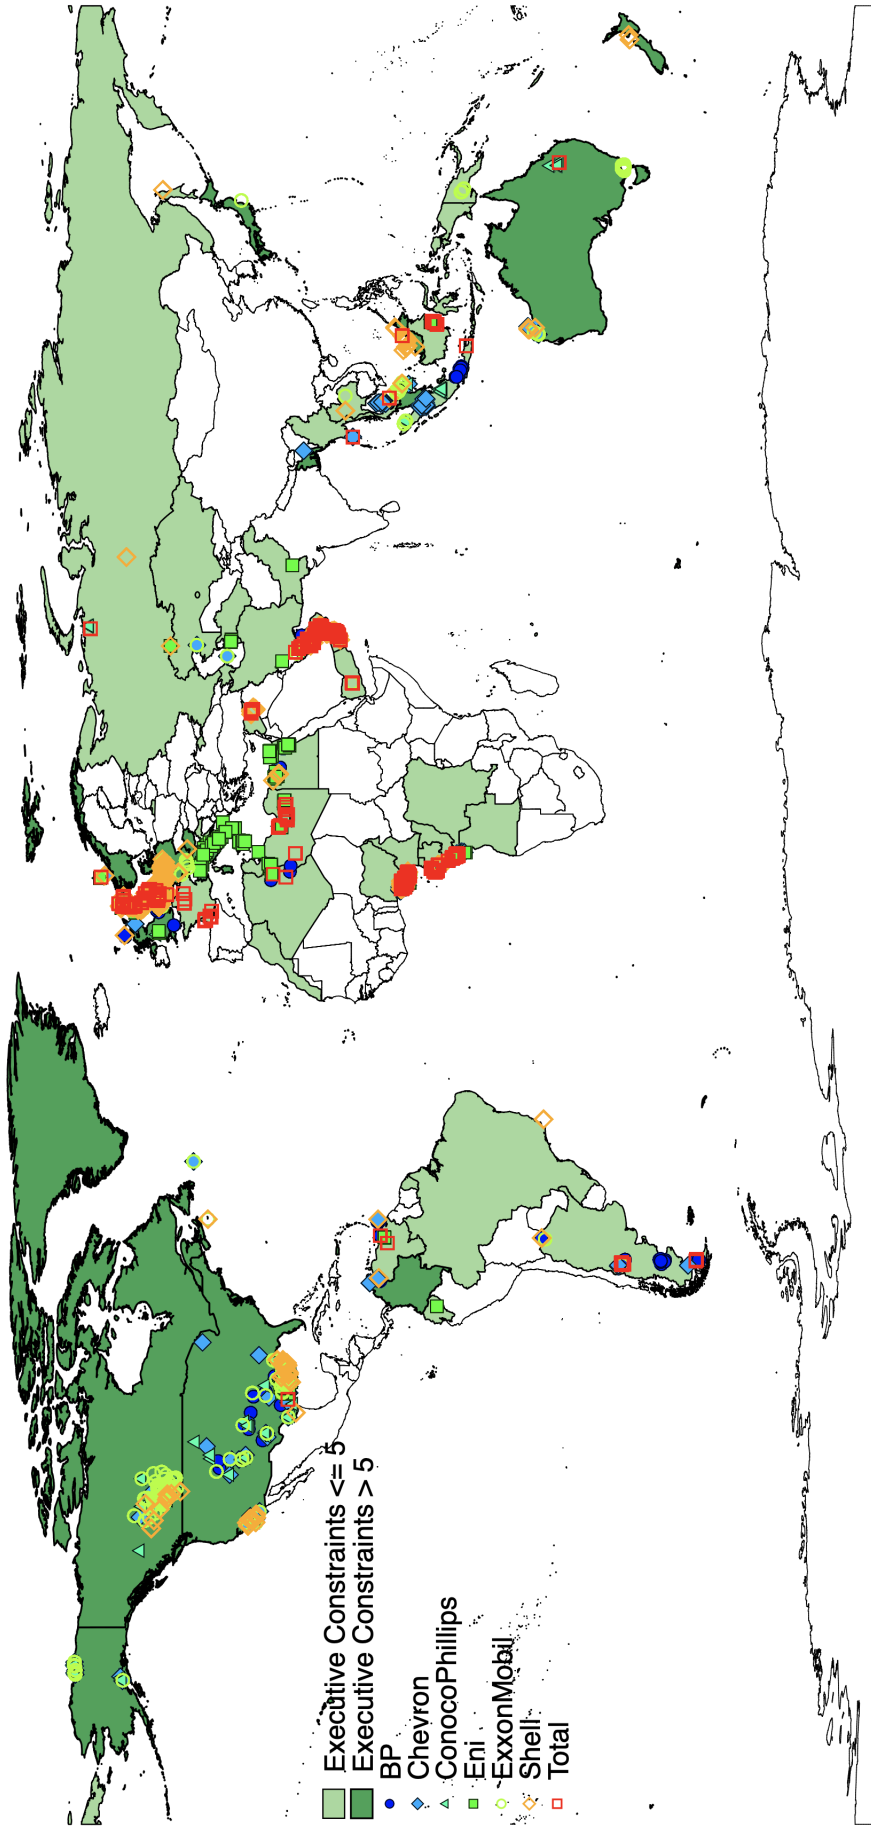 Executive Constraints <= 5
Executive Constraints > 5
BP
Chevron
ConocoPhillips
Eni
ExxonMobil
Shell
Total